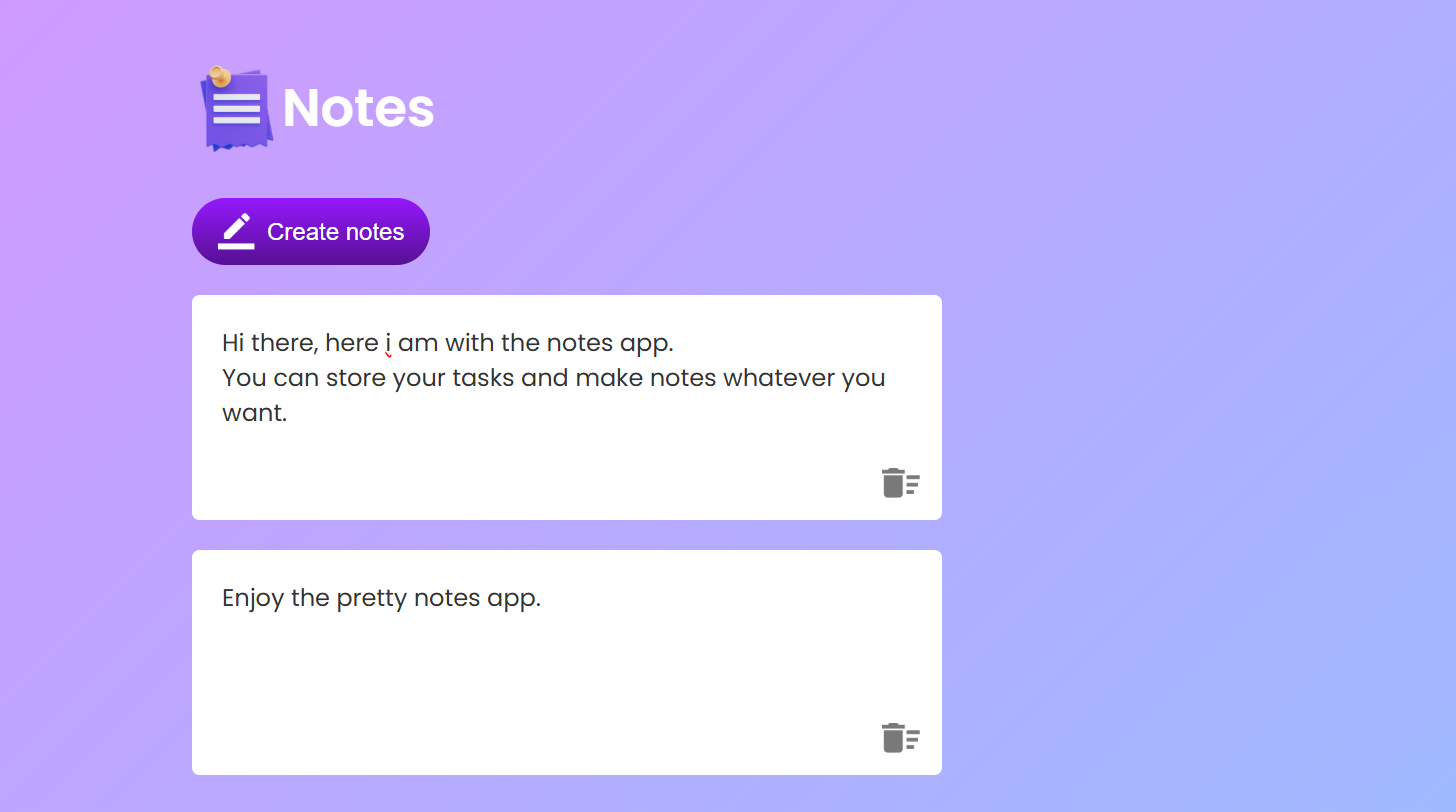 Notes
Create notes
Hi there, here i am with the notes app.
You can store your tasks and make notes whatever you
want.
Enjoy the pretty notes app.